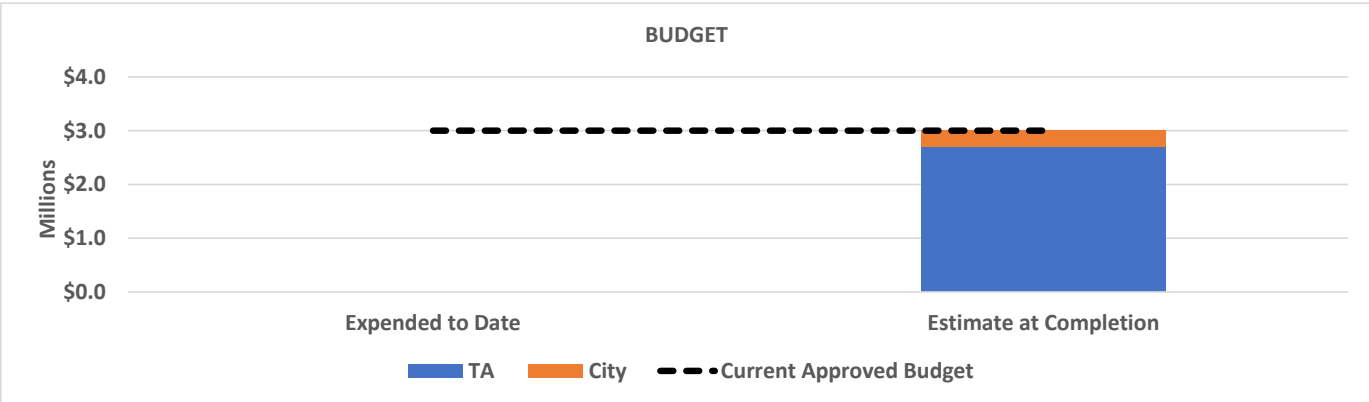 BUDGET
$4.0
$3.0
$2.0
$1.0
$0.0
Millions
Expended to Date
Estimate at Completion
TA
City
Current Approved Budget